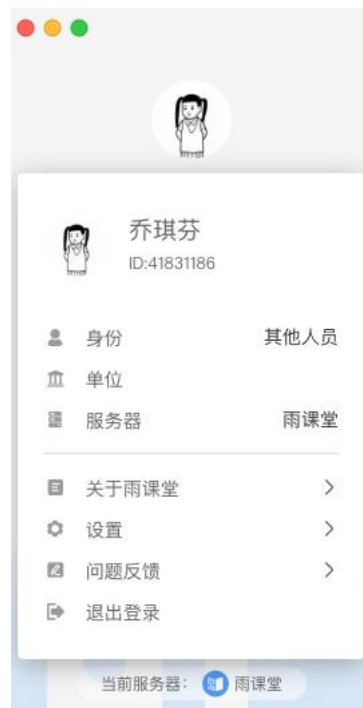 乔琪芬
ID:41831186
身份 其他人员
单位
服务器 雨课堂
关于雨课堂
设置
问题反馈
退出登录
当前服务器： 雨课堂